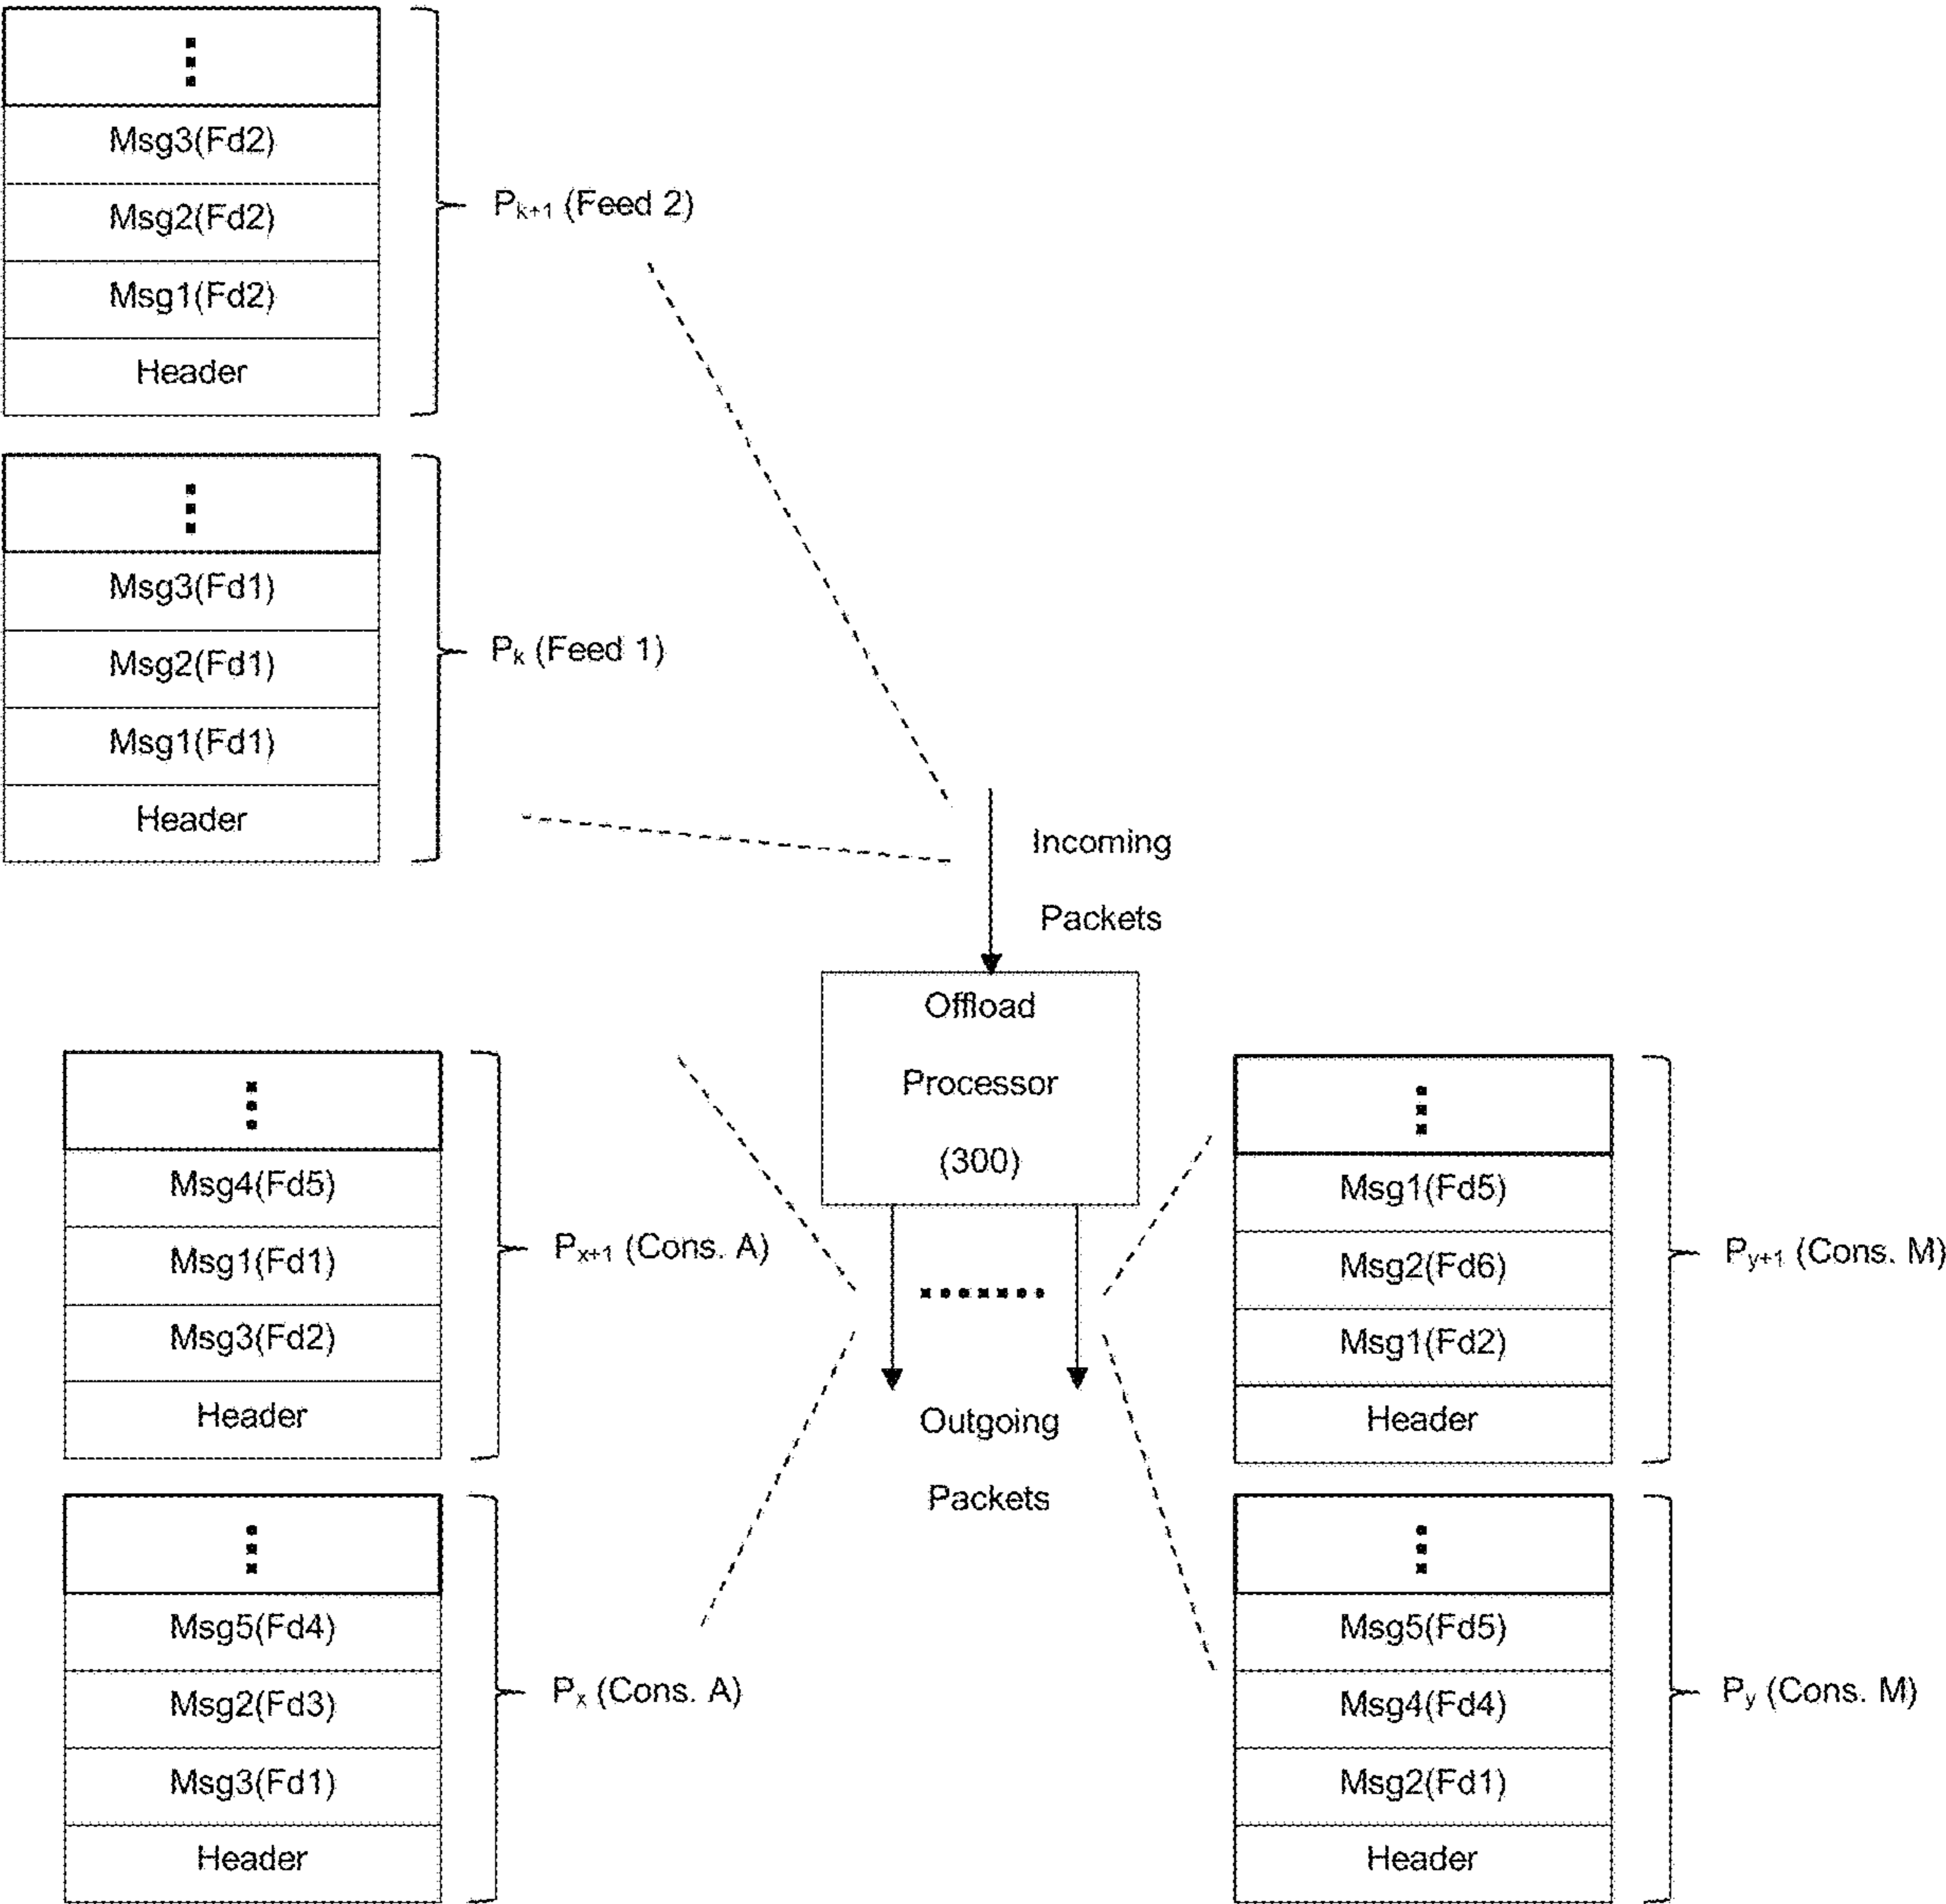 Msg3(Fd2)
Msg2(Fd2)
Msg1(Fd2)
Header
Pk+1 (Feed 2)
Msg3(Fd1)
Msg2(Fd1)
Msg1(Fd1)
Header
Pk (Feed 1)
Incoming
Packets
Offload
Processor
(300)
Msg4(Fd5)
Msg1(Fd1)
Msg3(Fd2)
Header
Px+1 (Cons. A)
Msg5(Fd4)
Msg2(Fd3)
Msg3(Fd1)
Header
Px (Cons. A)
Outgoing
Packets
Msg1(Fd5)
Msg2(Fd6)
Msg1(Fd2)
Header
Py+1 (Cons. M)
Msg5(Fd5)
Msg4(Fd4)
Msg2(Fd1)
Header
Py (Cons. M)